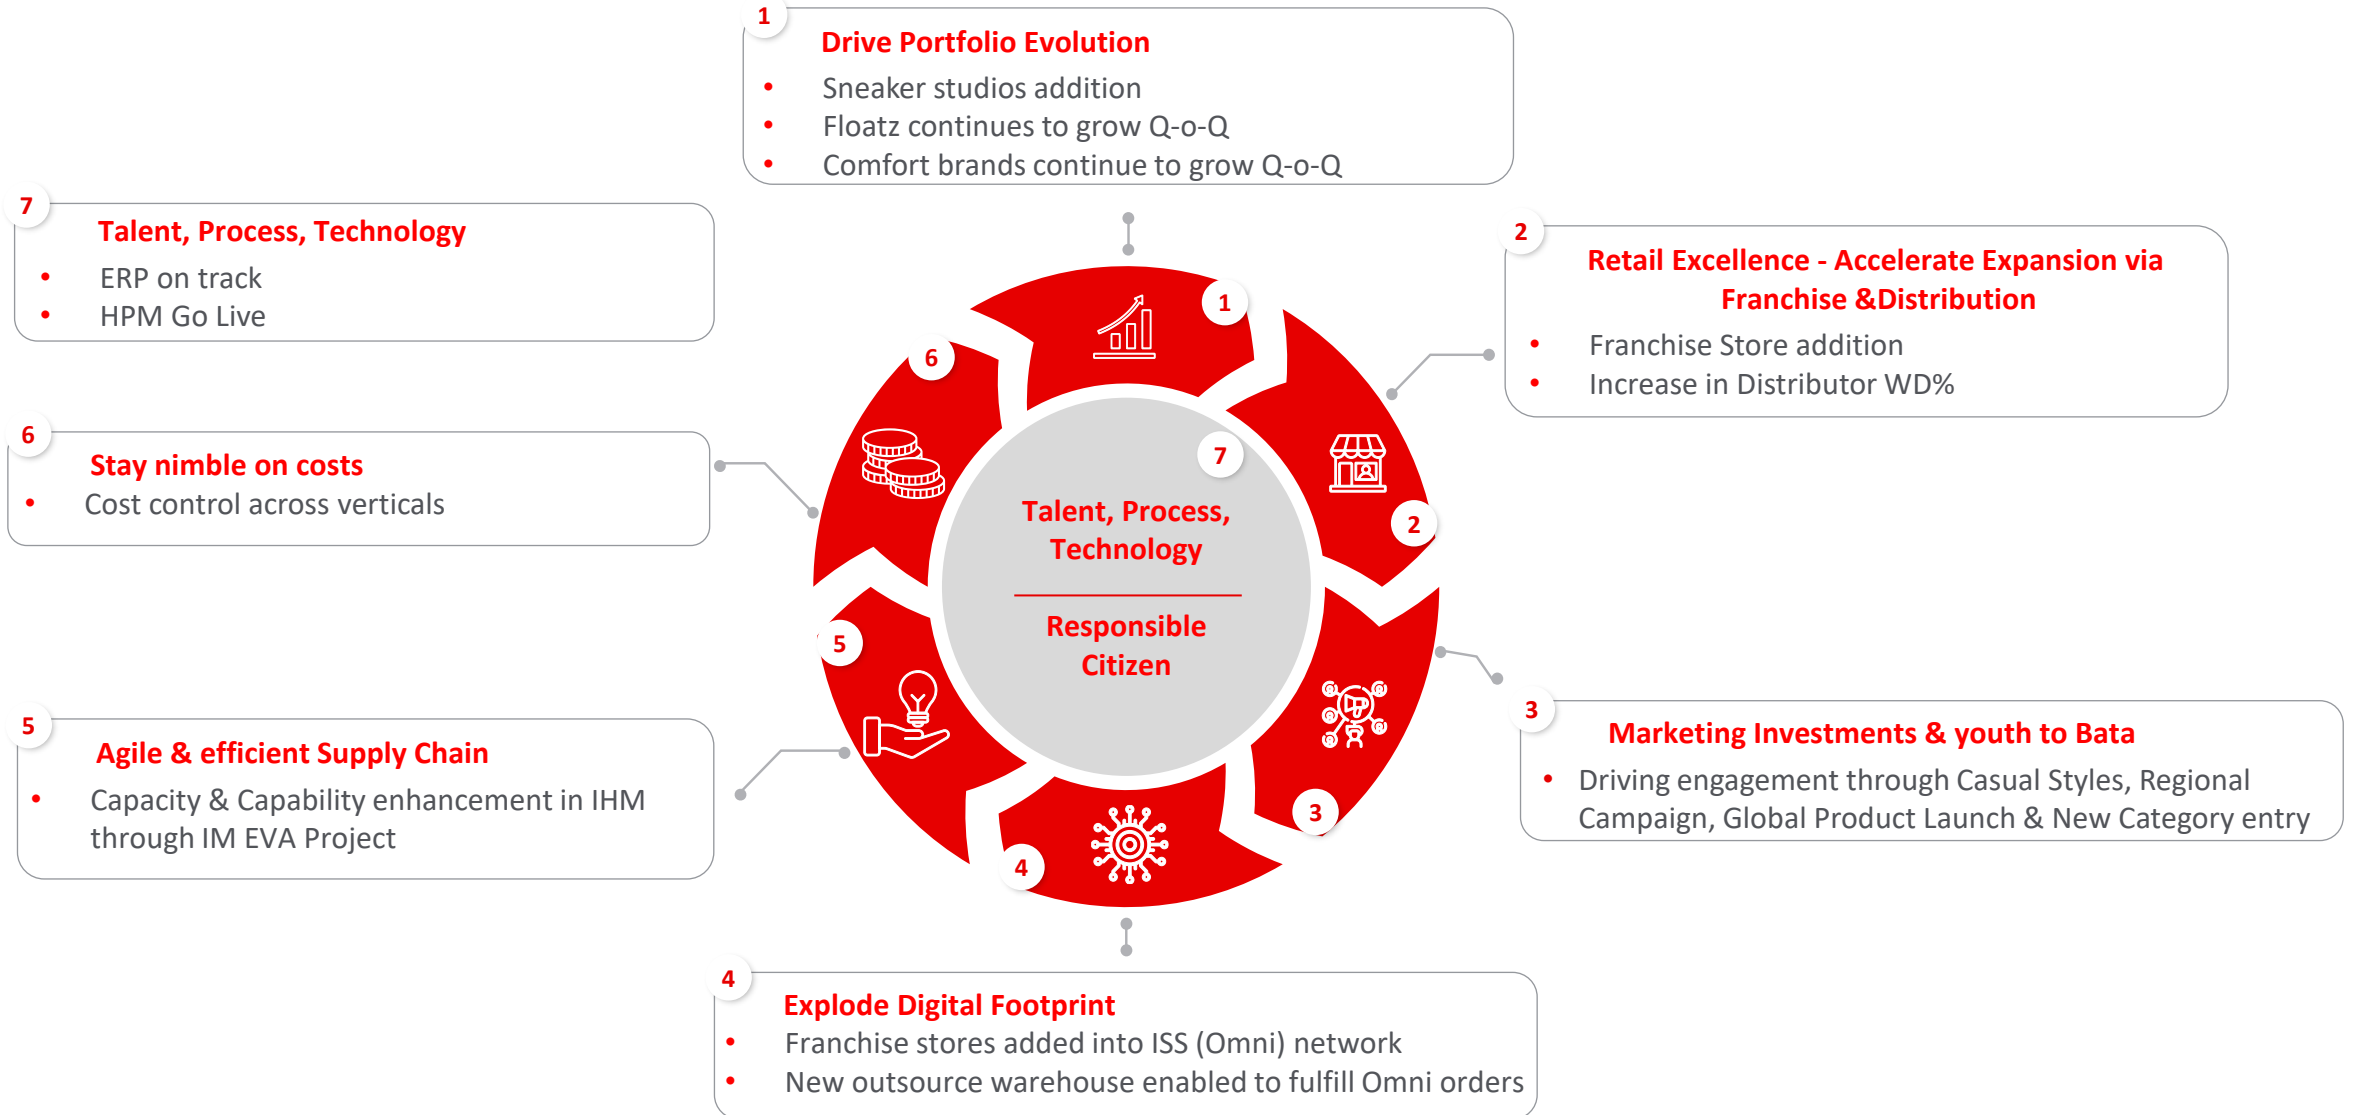 1
Drive Portfolio Evolution
• Sneaker studios addition
• Floatz continues to grow Q-o-Q
• Comfort brands continue to grow Q-o-Q
2
Retail Excellence - Accelerate Expansion via
Franchise &Distribution
• Franchise Store addition
• Increase in Distributor WD%
3
Marketing Investments & youth to Bata
• Driving engagement through Casual Styles, Regional
Campaign, Global Product Launch & New Category entry
4
Explode Digital Footprint
• Franchise stores added into ISS (Omni) network
• New outsource warehouse enabled to fulfill Omni orders
5
Agile & efficient Supply Chain
• Capacity & Capability enhancement in IHM
through IM EVA Project
6
Stay nimble on costs
• Cost control across verticals
7
Talent, Process, Technology
• ERP on track
• HPM Go Live
1
2
3
4
5
6
7
Talent, Process,
Technology
Responsible
Citizen